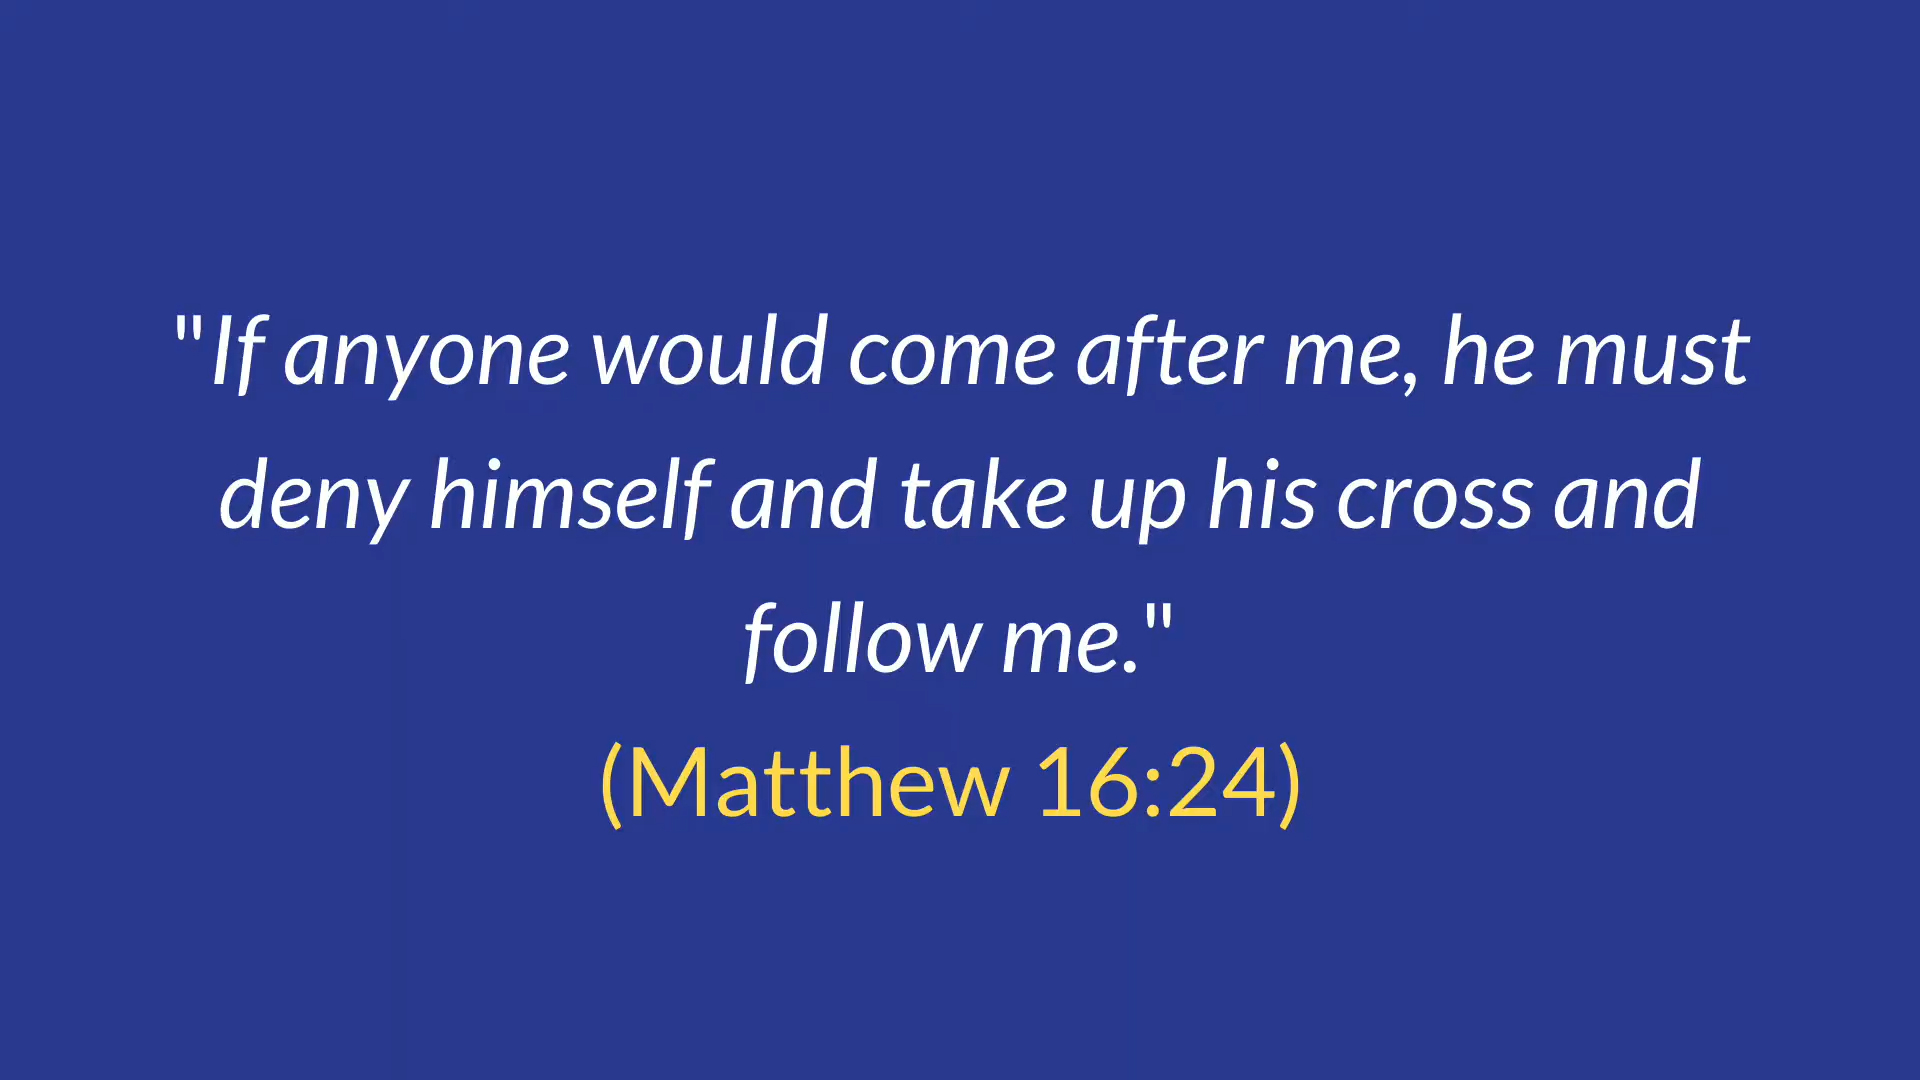 "If anyone would come after me, he must
deny himself and take up his cross and
follow me."
(Matthew 16:24)